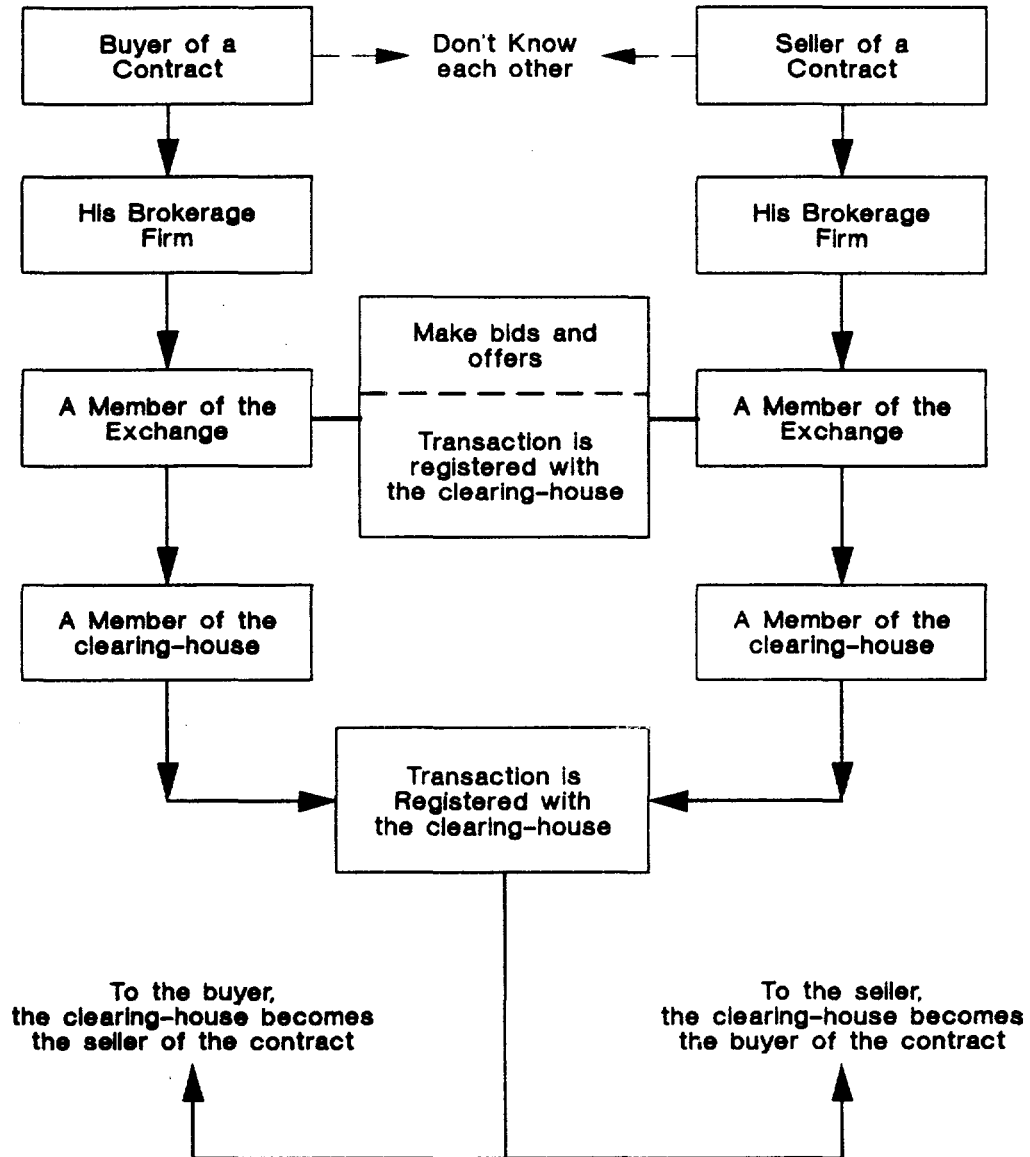 Buyer of a
Contract
Don't Know
each other
Seller of a
Contract
His Brokerage
Firm
His Brokerage
Firm
Make bids and
offers
A Member of the
Exchange
Transaction is
registered with
the clearing-house
A Member of the
Exchange
A Member of the
clearing-house
A Member of the
clearing-house
Transaction is
Registered with
the clearing-house
To the buyer,
the clearing-house becomes
the seller of the contract
To the seller,
the clearing-house becomes
the buyer of the contract